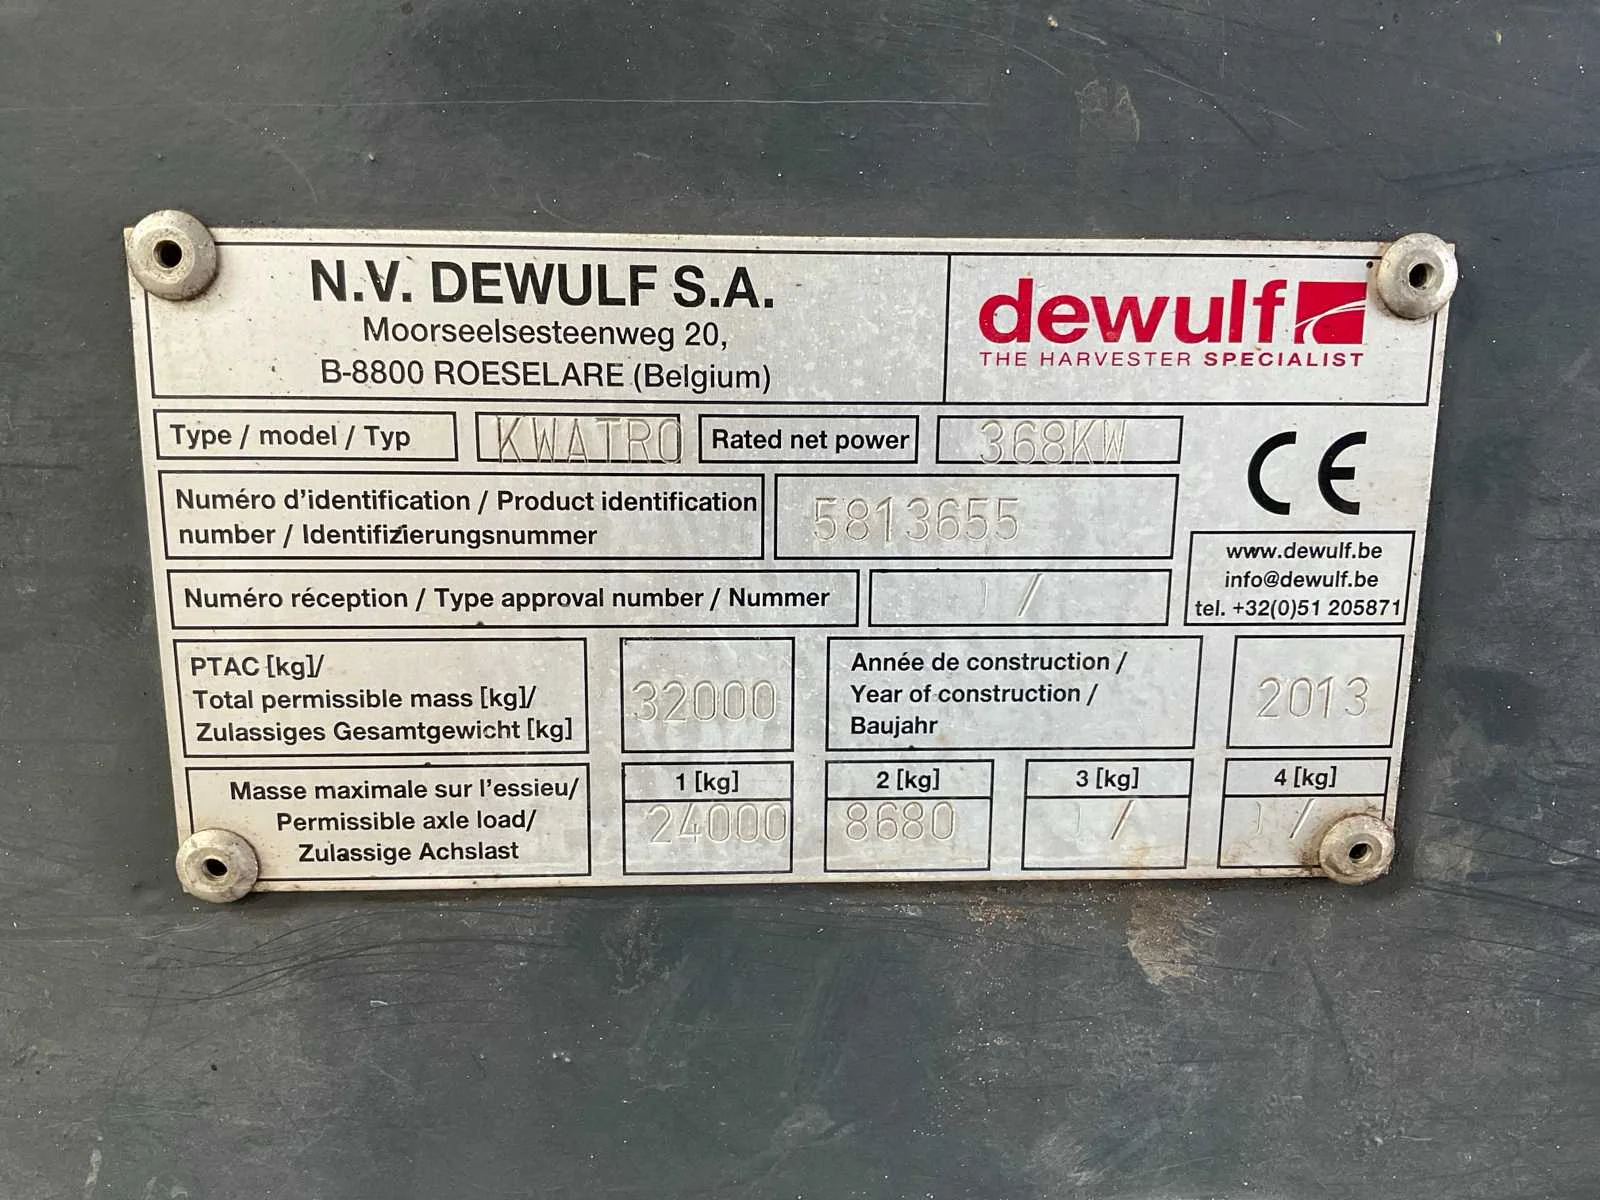 N.V. DEWULF S.A.
Moorseelsesteenweg 20,
B-8800 ROESELARE (Belgium)
dewulf
THE HARVESTER SPECIALIST
Type / model / Typ KWATRO Rated net power 368KW
CE
Numéro d'identification / Product identification
number / Identifizierungsnummer
5813655
www.dewulf.be
info@dewulf.be
tel. +32(0)51 205871
Numéro réception / Type approval number / Nummer /
PTAC [kg]/
Total permissible mass [kg]/
Zulassiges Gesamtgewicht [kg]
32000
Année de construction /
Year of construction /
Baujahr
2013
Masse maximale sur l'essieu/
Permissible axle load/
Zulassige Achslast
1 [kg] 2 [kg] 3 [kg] 4 [kg]
24000 8680 / /